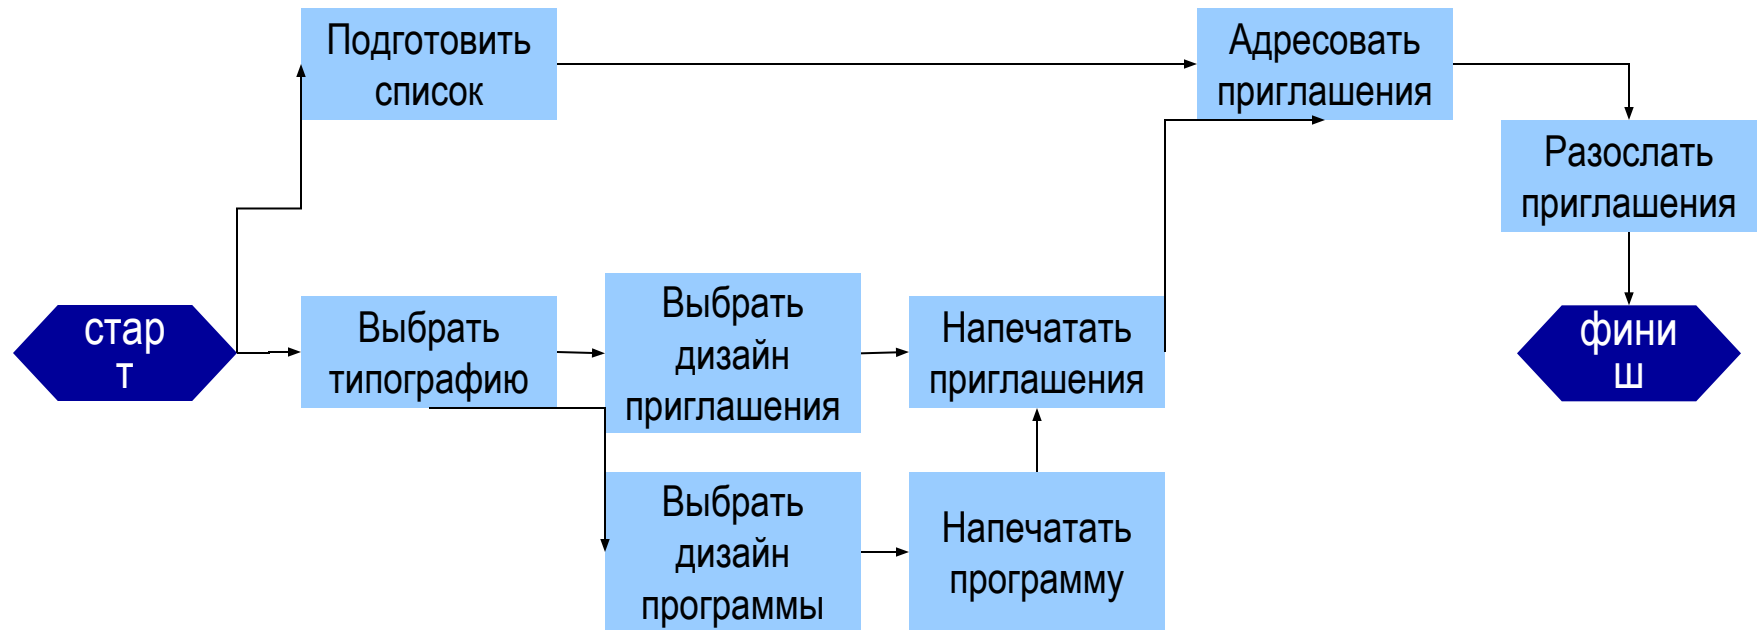 Подготовить
список
Адресовать
приглашения
Разослать
приглашения
стар
т
Выбрать
типографию
Выбрать
дизайн
приглашения
Напечатать
приглашения
фини
ш
Выбрать
дизайн
программы
Напечатать
программу